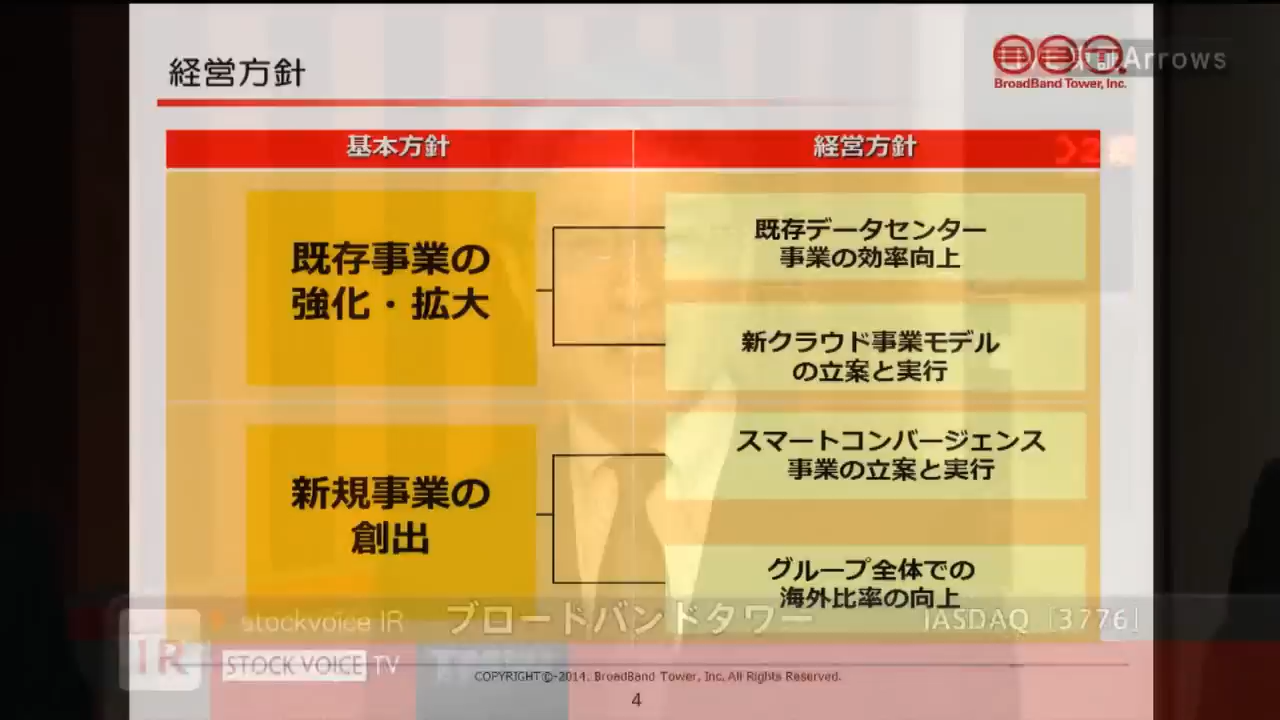 経営方針
BBT.
BroadBand Tower, Inc.
Arrows
基本方針
経営方針
既存事業の
強化・拡大
既存データセンター
事業の効率向上
新クラウド事業モデル
の立案と実行
新規事業の
創出
スマートコンバージェンス
事業の立案と実行
グループ全体での
海外比率の向上
IR
stockvoice IR
ブロードバンドタワー
JASDAQ [3776]
STOCK VOICE TV
COPYRIGHT©-2014. BroadBand Tower, Inc. All Rights Reserved.
4